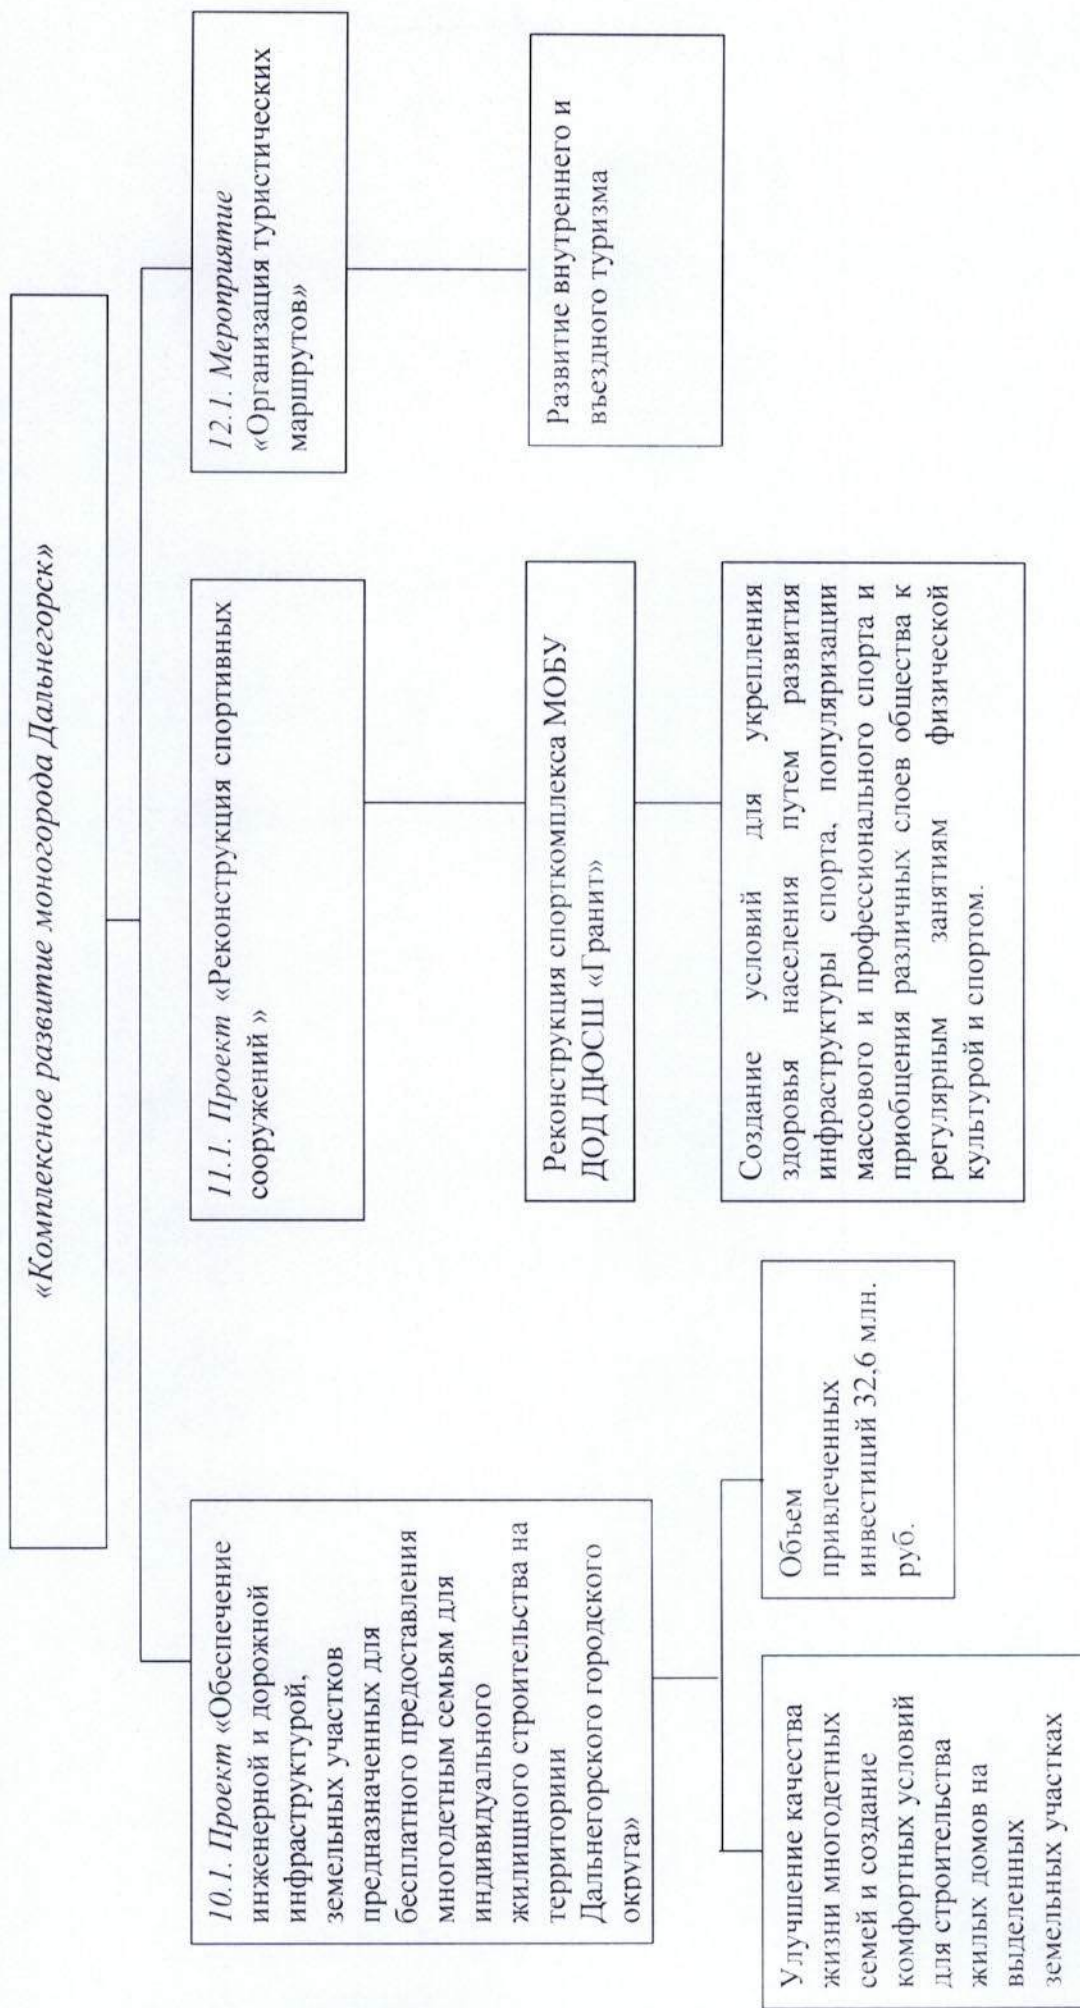 «Комплексное развитие моногорода Дальнегорск»
10.1. Проект «Обеспечение
инженерной и дорожной
инфраструктурой,
земельных участков
предназначенных для
бесплатного предоставления
многодетным семьям для
индивидуального
жилищного строительства на
территориии
Дальнегорского городского
округа»
Улучшение качества
жизни многодетных
семей и создание
комфортных условий
для строительства
жилых домов на
выделенных
земельных участках
Объем
привлеченных
инвестиций 32,6 млн.
руб.
11.1. Проект «Реконструкция спортивных
сооружений »
Реконструкция спорткомплекса МОБУ
ДОД ДЮСШ «Гранит»
Создание условий для укрепления
здоровья населения путем развития
инфраструктуры спорта, популяризации
массового и профессионального спорта и
приобщения различных слоев общества к
регулярным занятиям физической
культурой и спортом.
12.1. Мероприятие
«Организация туристических
маршрутов»
Развитие внутреннего и
въездного туризма